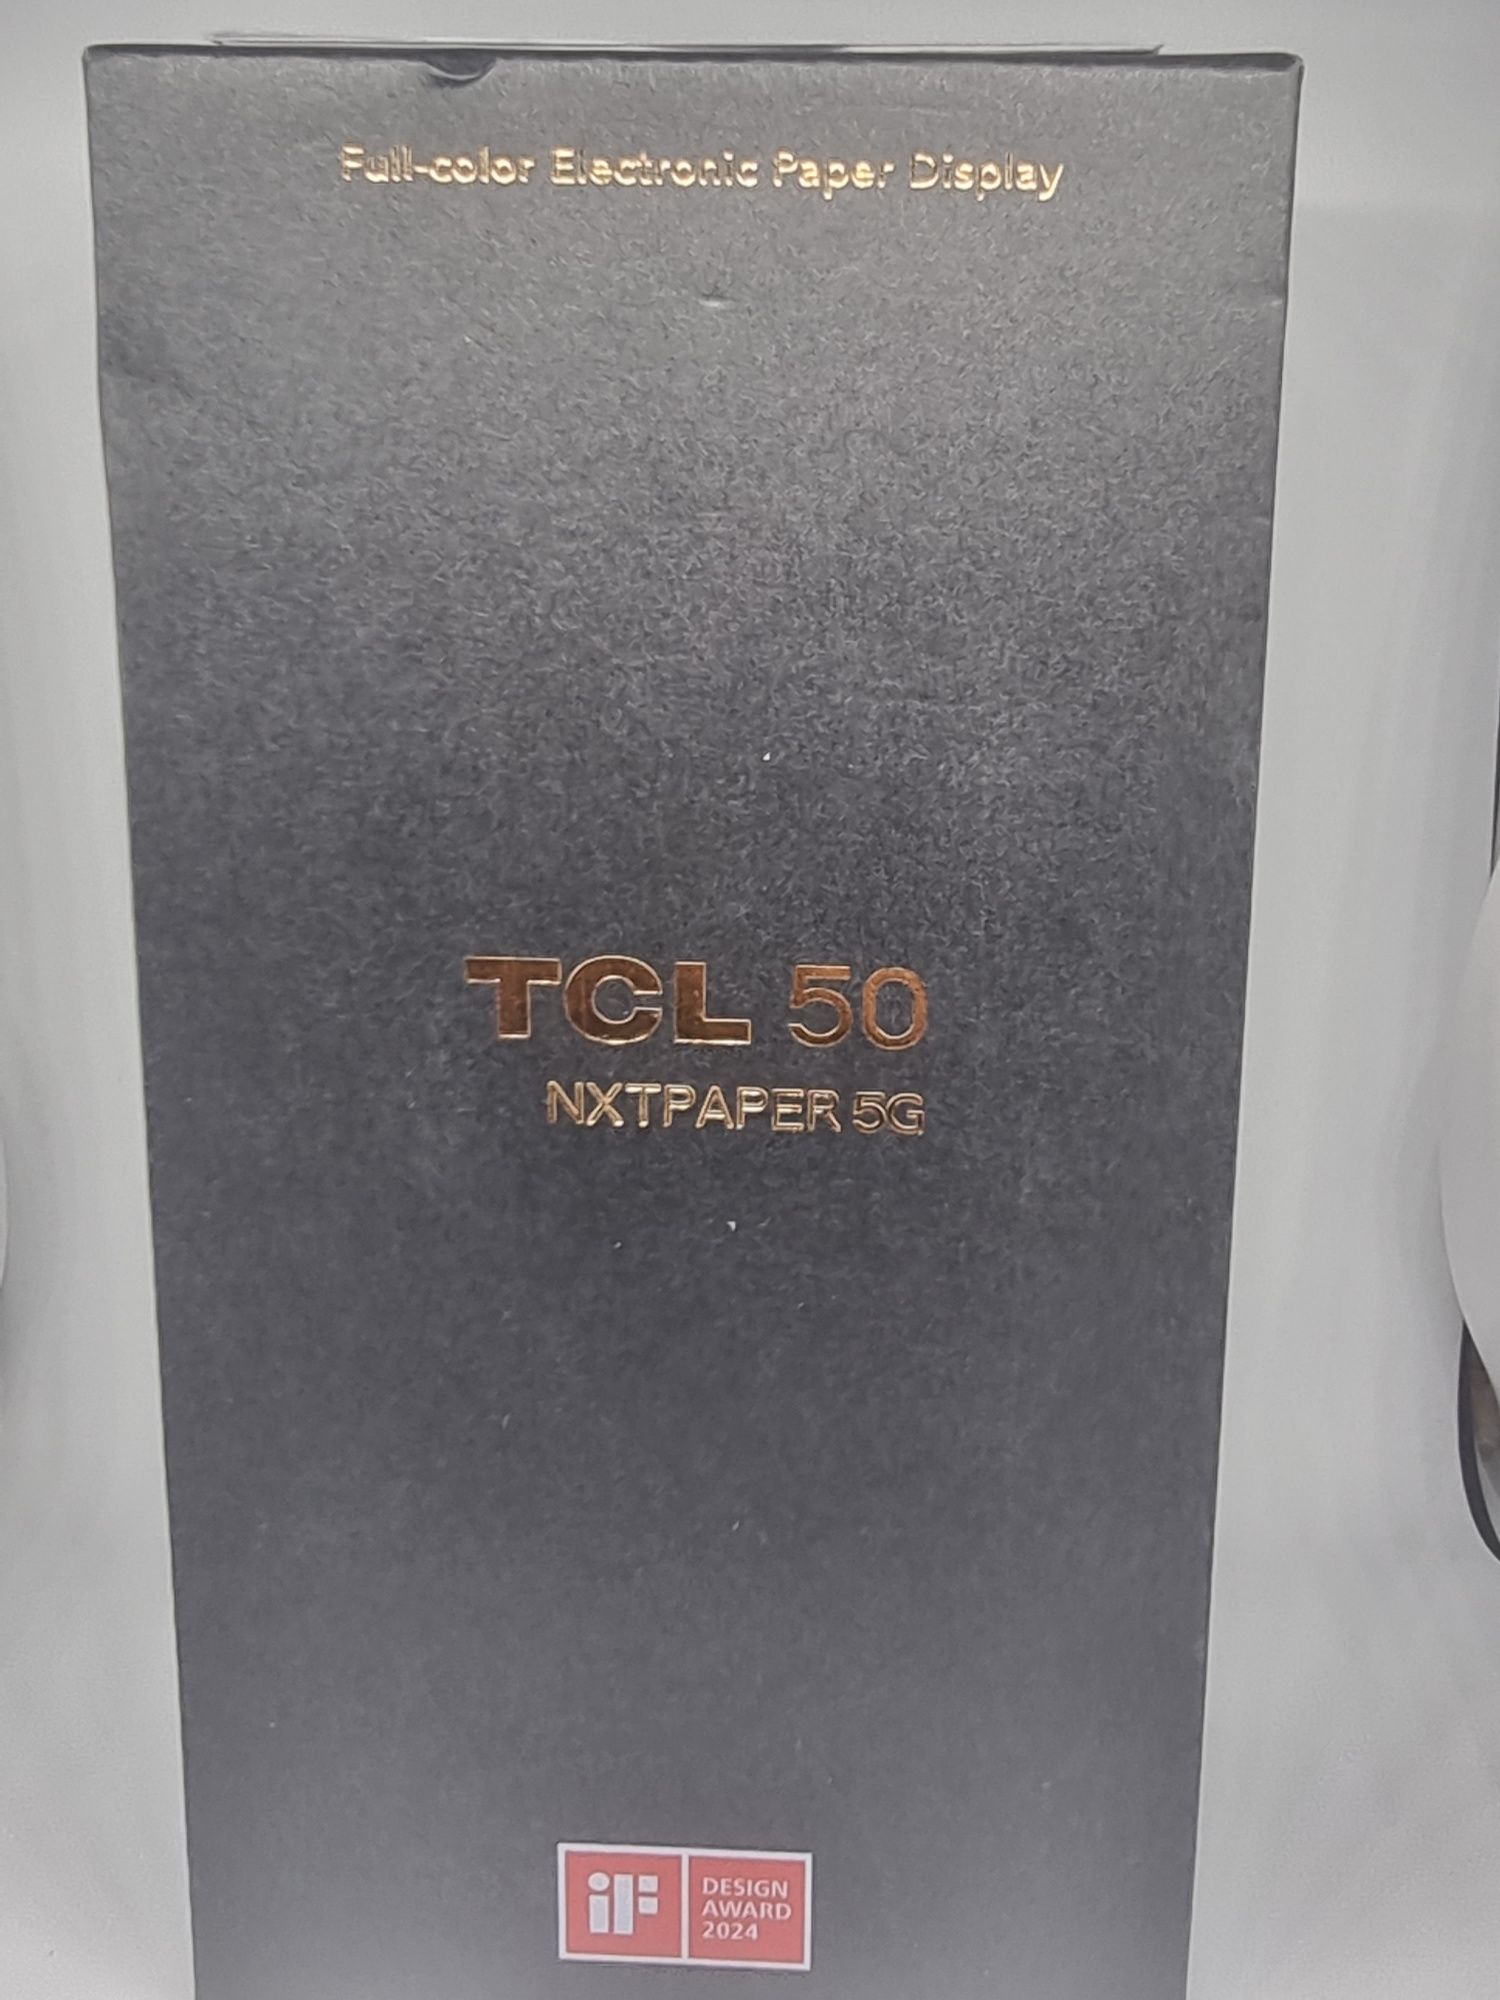 Full-color Electronic Paper Display
TCL 50
NXTPAPER 5G
iF
DESIGN
AWARD
2024